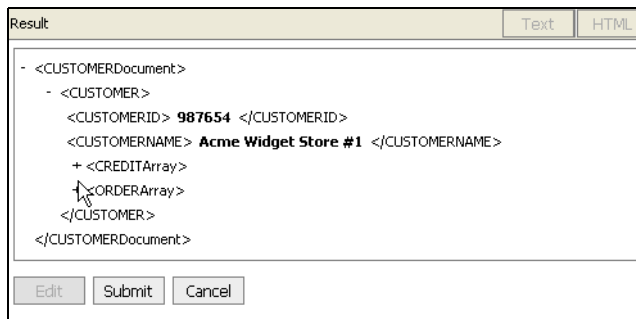 Result Text HTML
- <CUSTOMERDocument>
- <CUSTOMER>
<CUSTOMERID> 987654 </CUSTOMERID>
<CUSTOMERNAME> Acme Widget Store #1 </CUSTOMERNAME>
+ <CREDITArray>
+ <ORDERArray>
</CUSTOMER>
</CUSTOMERDocument>
Edit Submit Cancel